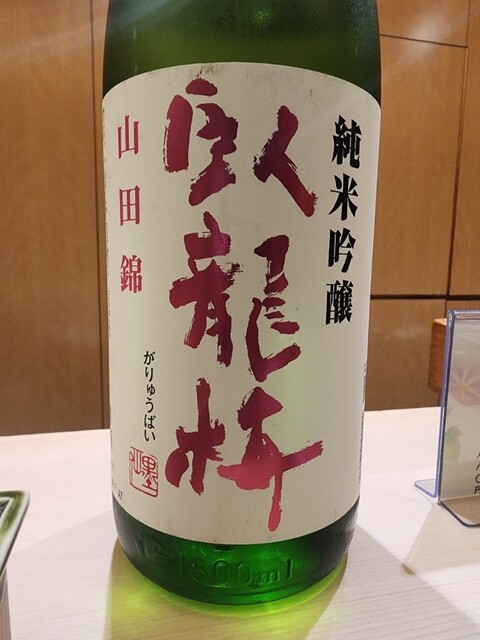 純米吟醸
臥龍梅
がりゅうばい
山田錦
1800ml